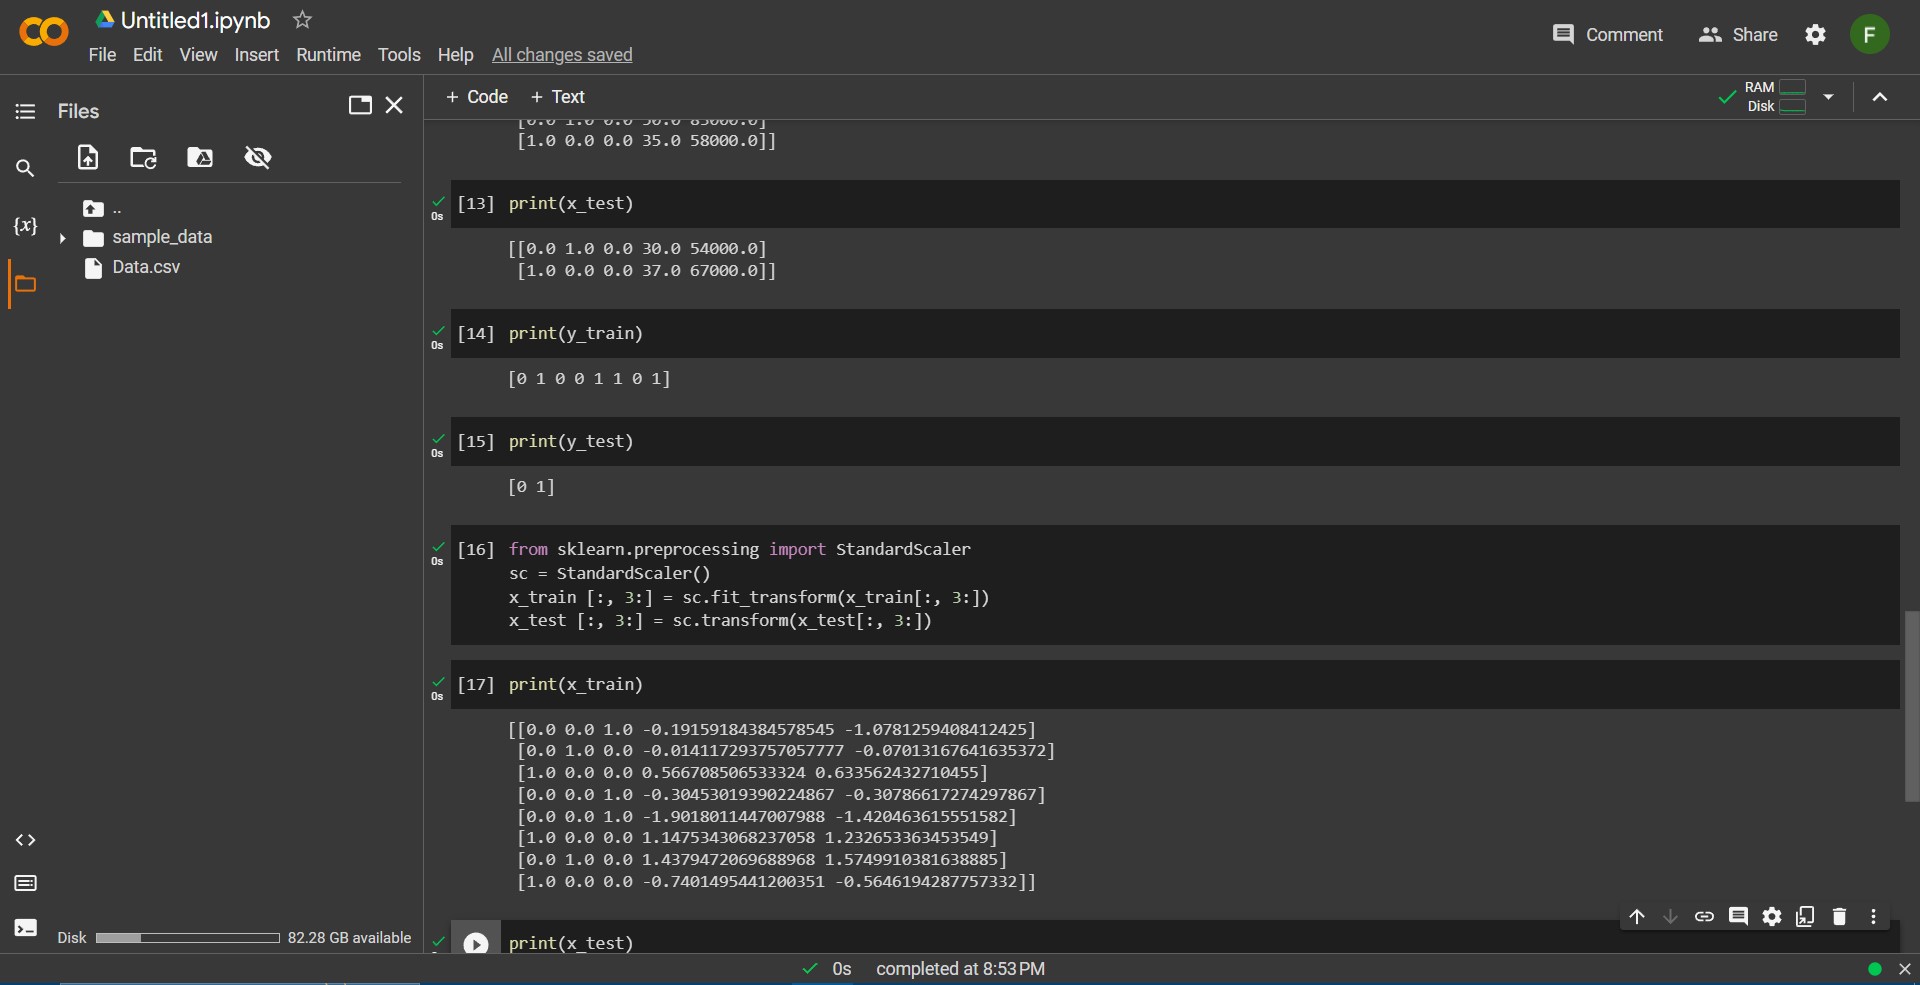 Untitled1.ipynb
File Edit View Insert Runtime Tools Help All changes saved
Comment Share F
Files
+ Code + Text
RAM
Disk
..
sample_data
Data.csv
{x}
[0.0 1.0 0.0 50.0 83000.0]
[1.0 0.0 0.0 35.0 58000.0]]
0s [13] print(x_test)
[[0.0 1.0 0.0 30.0 54000.0]
[1.0 0.0 0.0 37.0 67000.0]]
0s [14] print(y_train)
[0 1 0 0 1 1 0 1]
0s [15] print(y_test)
[0 1]
0s [16] from sklearn.preprocessing import StandardScaler
sc = StandardScaler()
x_train [:, 3:] = sc.fit_transform(x_train[:, 3:])
x_test [:, 3:] = sc.transform(x_test[:, 3:])
0s [17] print(x_train)
[[0.0 0.0 1.0 -0.19159184384578545 -1.0781259408412425]
[0.0 1.0 0.0 -0.014117293757057777 -0.07013167641635372]
[1.0 0.0 0.0 0.566708506533324 0.633562432710455]
[0.0 0.0 1.0 -0.30453019390224867 -0.30786617274297867]
[0.0 0.0 1.0 -1.9018011447007988 -1.420463615551582]
[1.0 0.0 0.0 1.1475343068237058 1.232653363453549]
[0.0 1.0 0.0 1.4379472069688968 1.5749910381638885]
[1.0 0.0 0.0 -0.7401495441200351 -0.5646194287757332]]
print(x_test)
Disk 82.28 GB available
0s completed at 8:53 PM